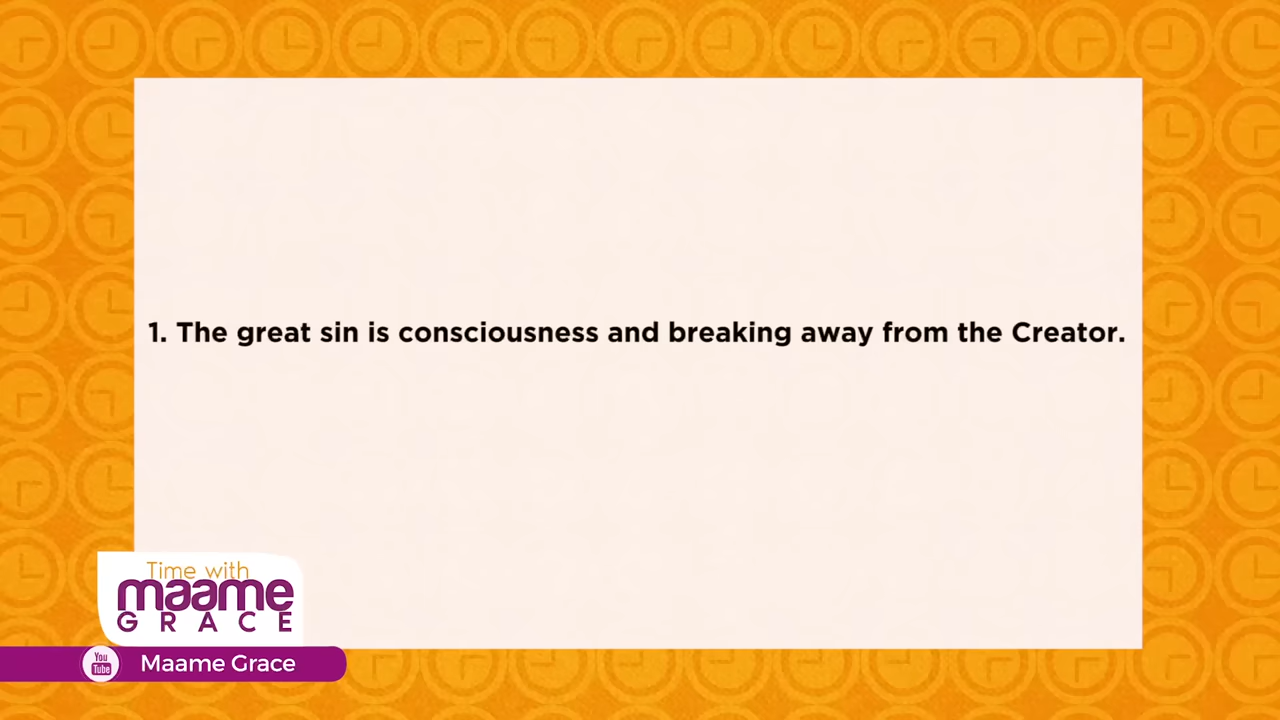 1. The great sin is consciousness and breaking away from the Creator.
Time with
maame
GRACE
You
Tube
Maame Grace